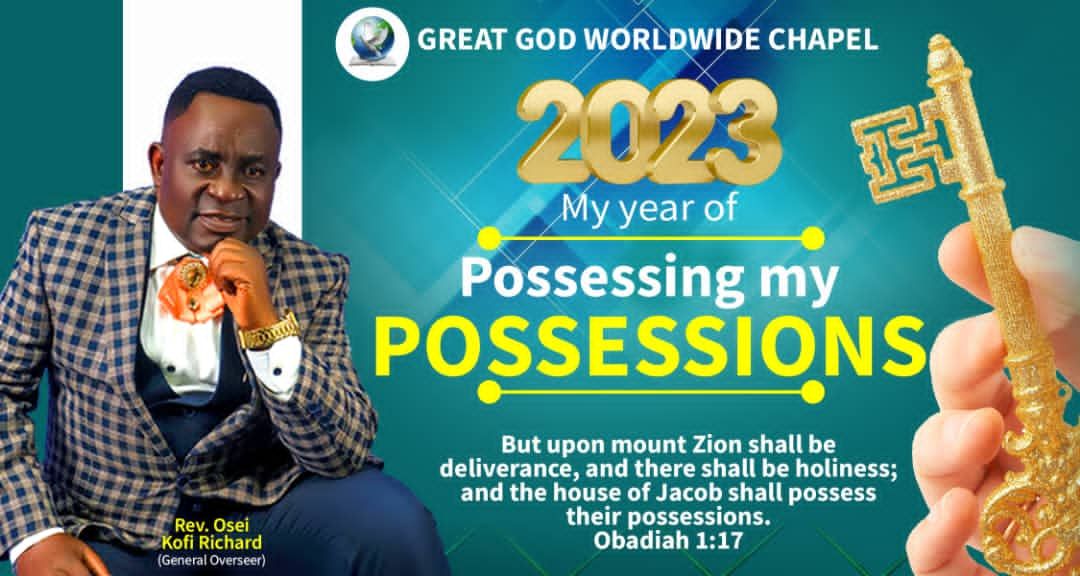 GREAT GOD WORLDWIDE CHAPEL
2023
My year of
Possessing my
POSSESSIONS
But upon mount Zion shall be
deliverance, and there shall be holiness;
and the house of Jacob shall possess
their possessions.
Obadiah 1:17
Rev. Osei
Kofi Richard
(General Overseer)